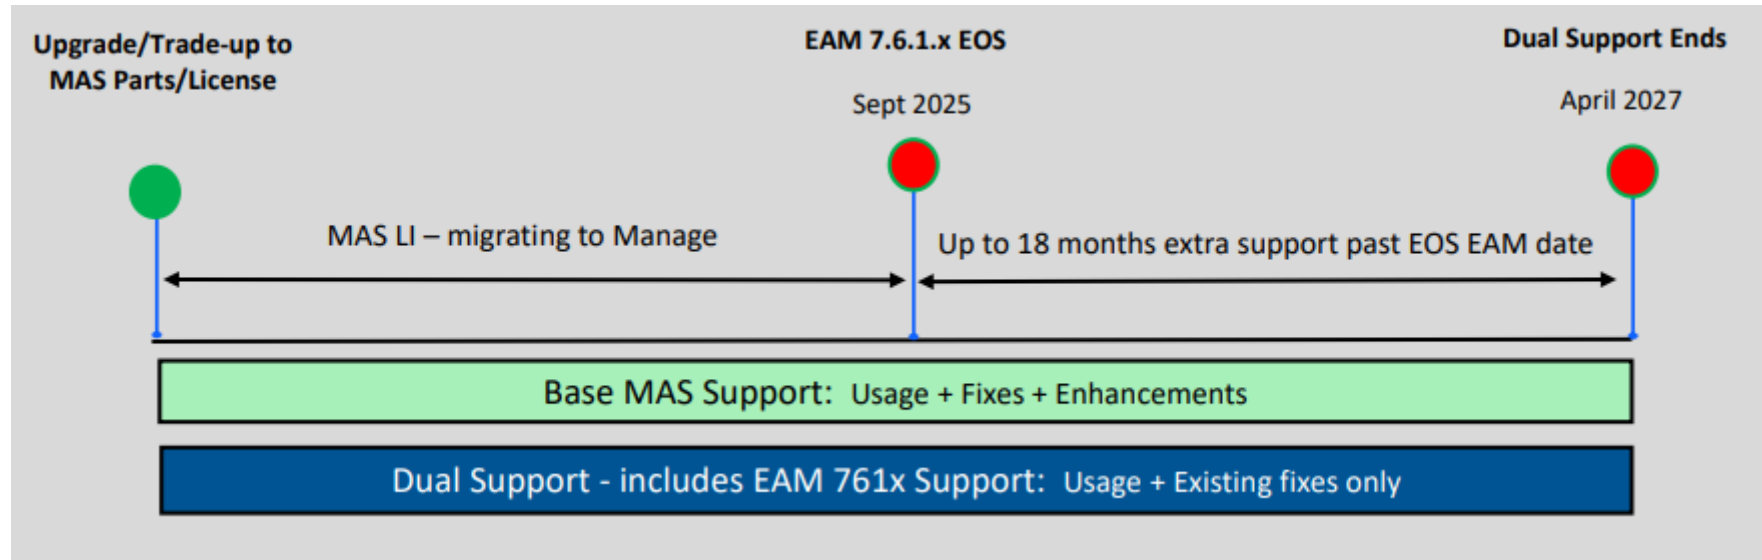 Upgrade/Trade-up to
MAS Parts/License
EAM 7.6.1.x EOS
Sept 2025
Dual Support Ends
April 2027
MAS LI – migrating to Manage
Up to 18 months extra support past EOS EAM date
Base MAS Support: Usage + Fixes + Enhancements
Dual Support - includes EAM 761x Support: Usage + Existing fixes only